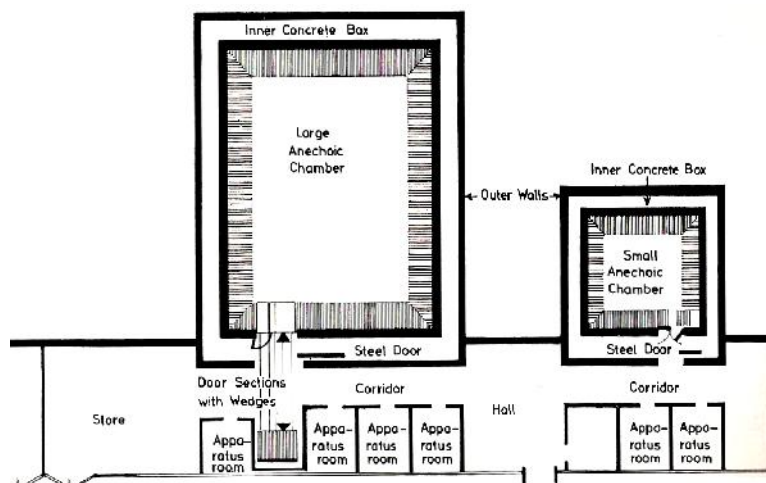 Inner Concrete Box
Large
Anechoic
Chamber
Outer Walls
Inner Concrete Box
Small
Anechoic
Chamber
Steel Door
Steel Door
Door Sections
with Wedges
Corridor
Corridor
Store
Hall
Appa-
ratus
room
Appa-
ratus
room
Appa-
ratus
room
Appa-
ratus
room
Appa-
ratus
room
Appa-
ratus
room